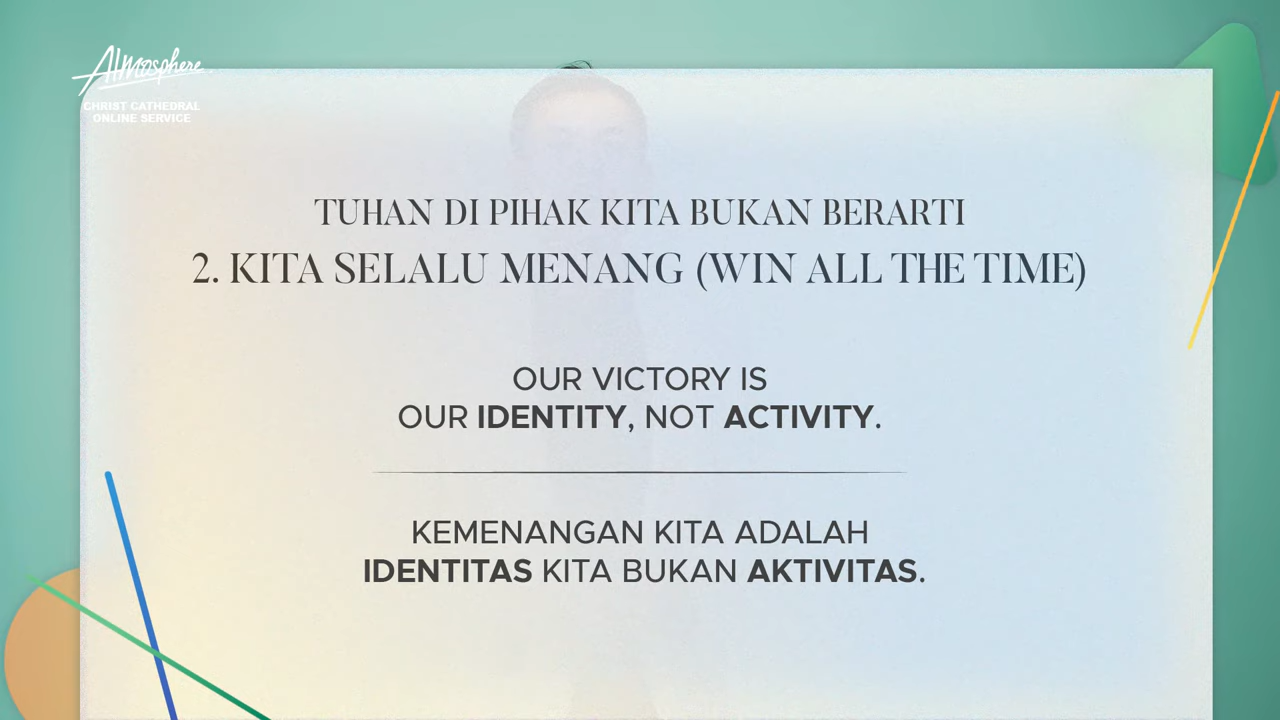 Atmosphere
CHRIST CATHEDRAL
ONLINE SERVICE
TUHAN DI PIHAK KITA BUKAN BERARTI
2. KITA SELALU MENANG (WIN ALL THE TIME)
OUR VICTORY IS
OUR IDENTITY, NOT ACTIVITY.
KEMENANGAN KITA ADALAH
IDENTITAS KITA BUKAN AKTIVITAS.